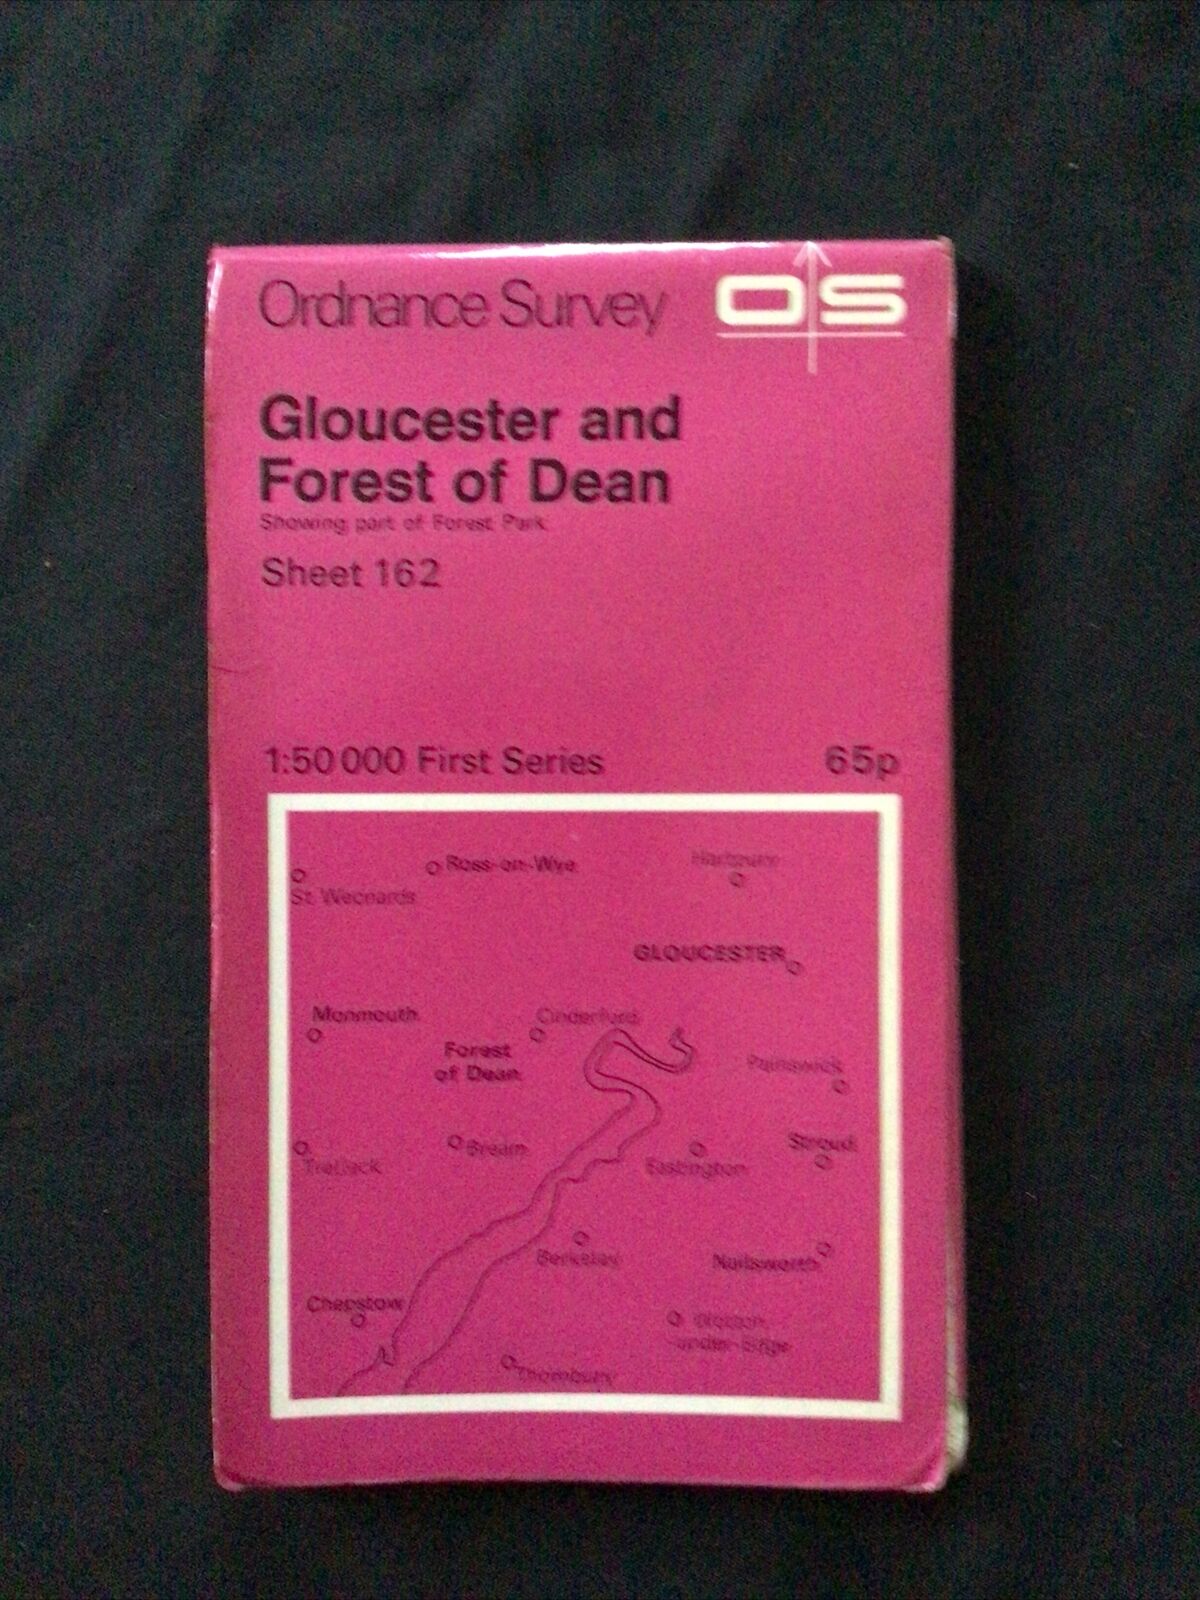 Ordnance Survey OS
Gloucester and
Forest of Dean
Showing part of Forest Park
Sheet 162
1:50 000 First Series 65p
Ross-on-Wye
Hartpury
St. Weonards
GLOUCESTER
Monmouth
Cinderford
Forest
of Dean
Painswick
Bream
Stroud
Trelleck
Eastington
Berkeley
Nailsworth
Chepstow
Wotton-
under-Edge
Thornbury